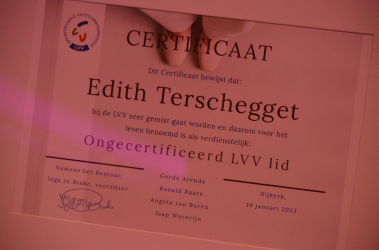 LVV
CERTIFICAAT
Dit Certificaat bewijst dat:
Edith Terschegget
bij de LVV zeer gemist gaat worden en daarom voor het
leven benoemd is als verdienstelijk:
Ongecertificeerd LVV lid
Namens het Bestuur:
Inge te Brake, voorzitter
Gerda Arends
Ronald Baars
Angela van Buren
Jaap Woverijn
Nijkerk,
16 januari 2023